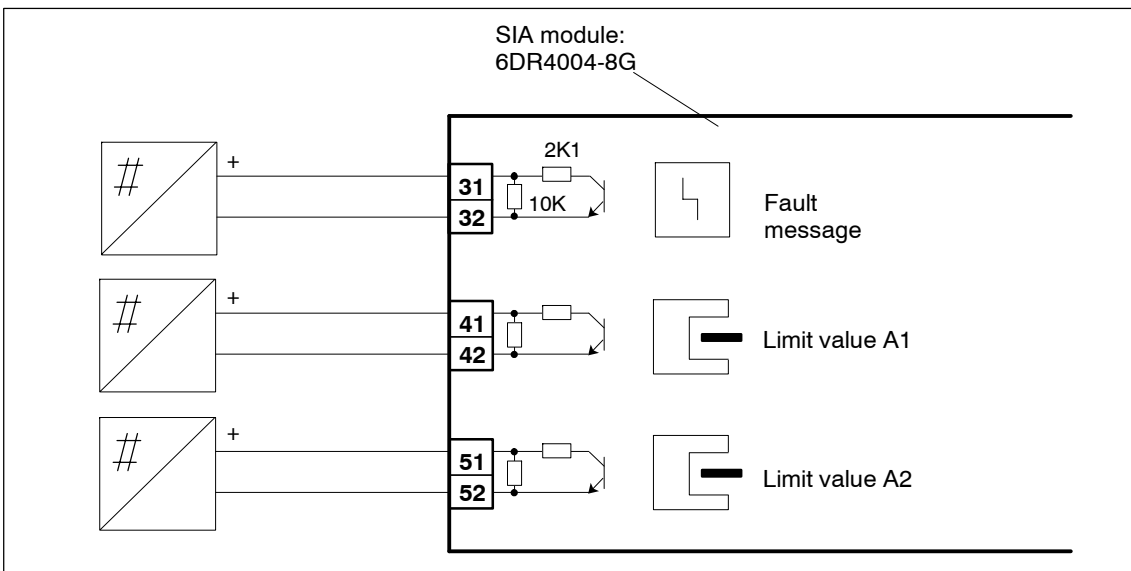 SIA module:
6DR4004-8G
+
31
32
2K1
10K
Fault
message
+
41
42
Limit value A1
+
51
52
Limit value A2